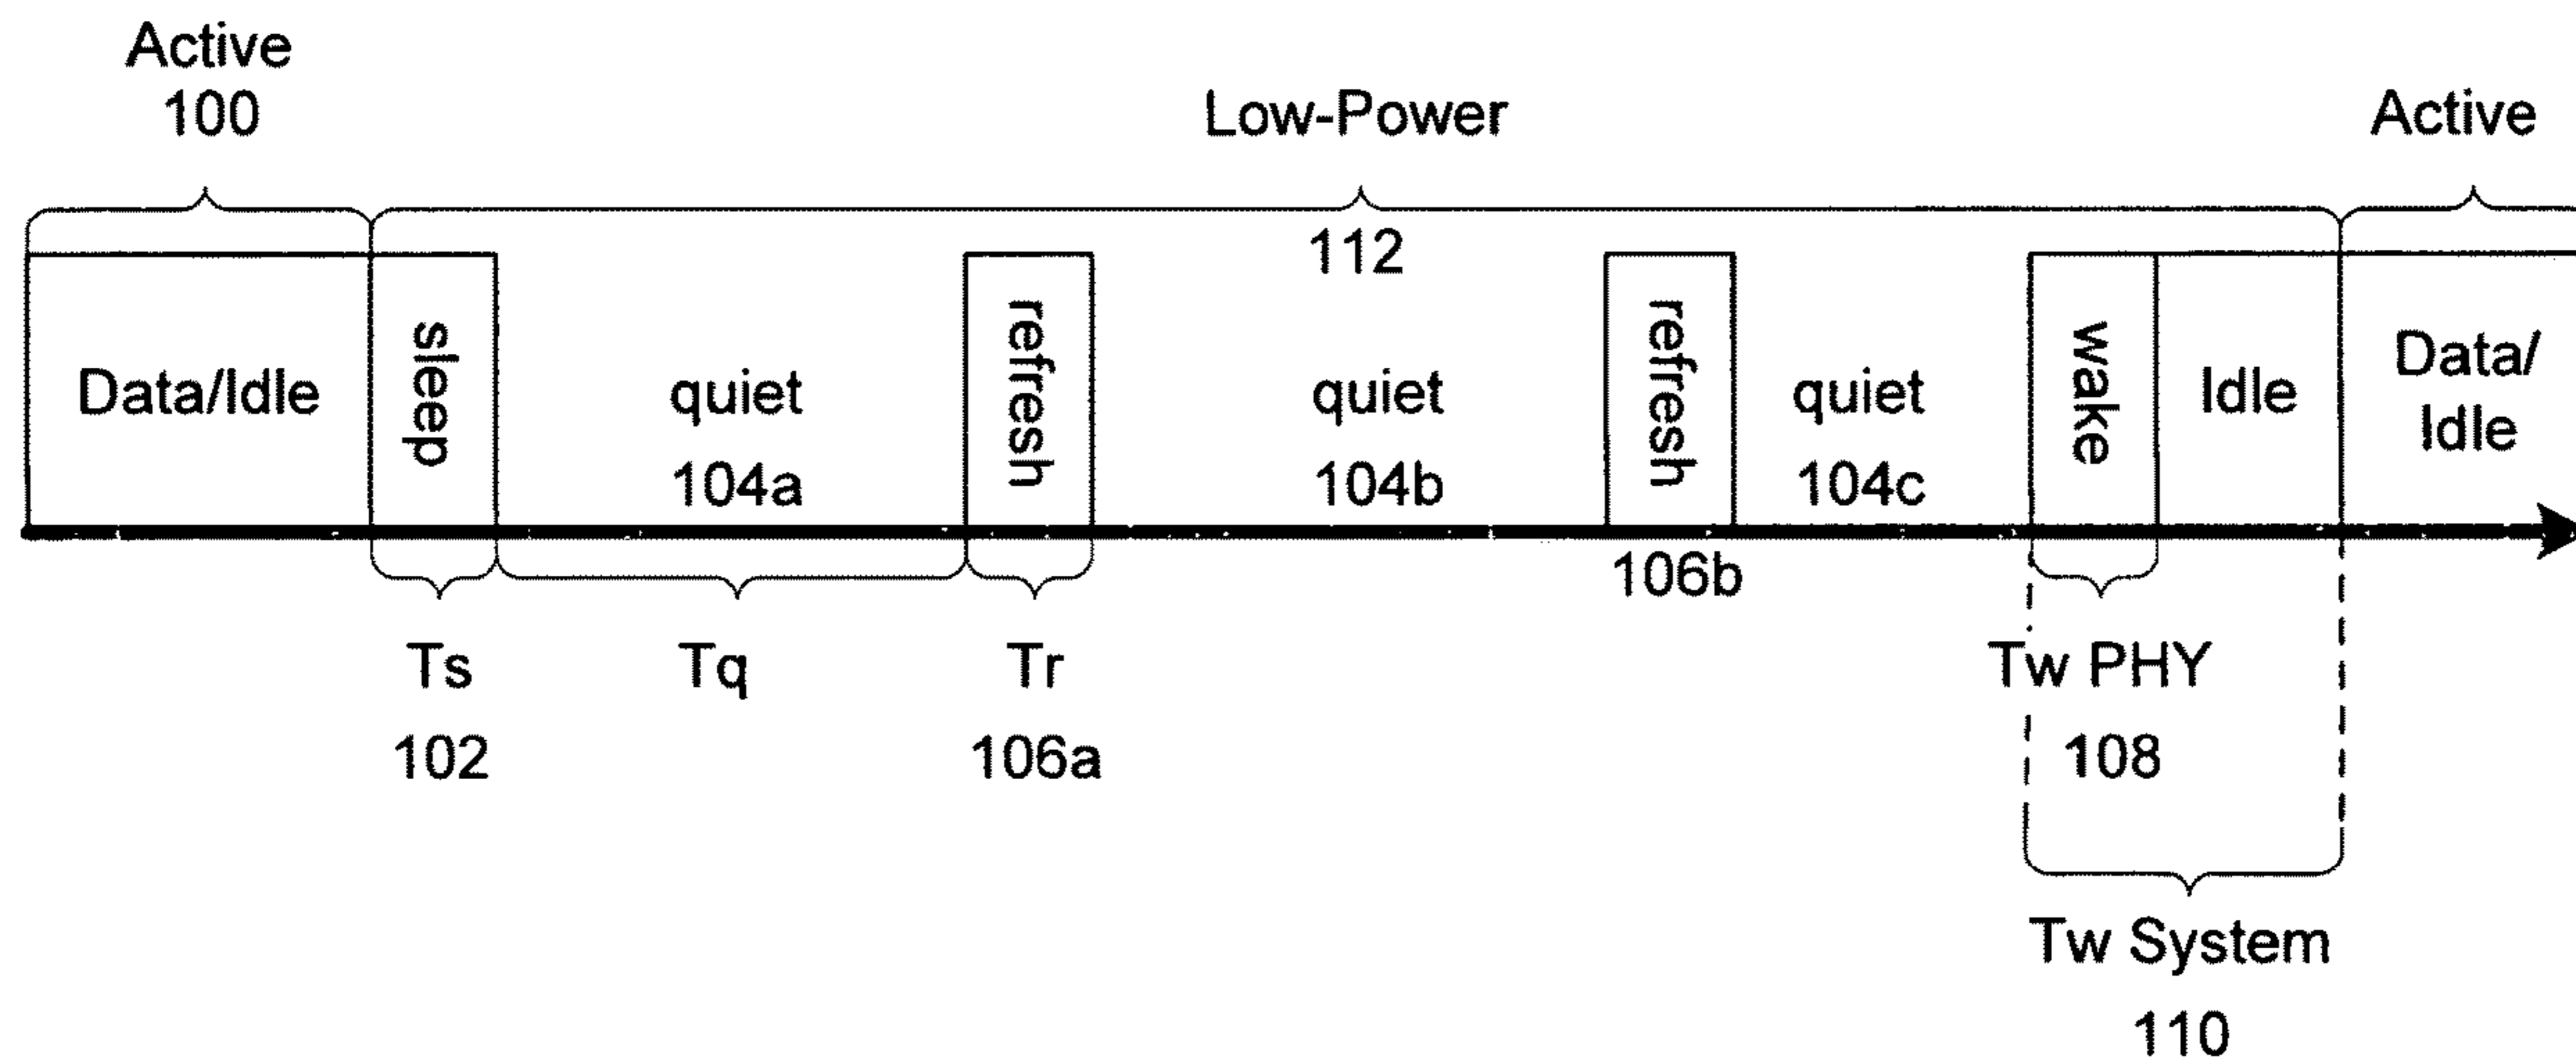 Active
100
Low-Power
Active
112
Data/Idle
sleep
quiet
104a
refresh
quiet
104b
refresh
quiet
104c
wake
Idle
Data/
Idle
106b
Ts
102
Tq
Tr
106a
Tw PHY
108
Tw System
110